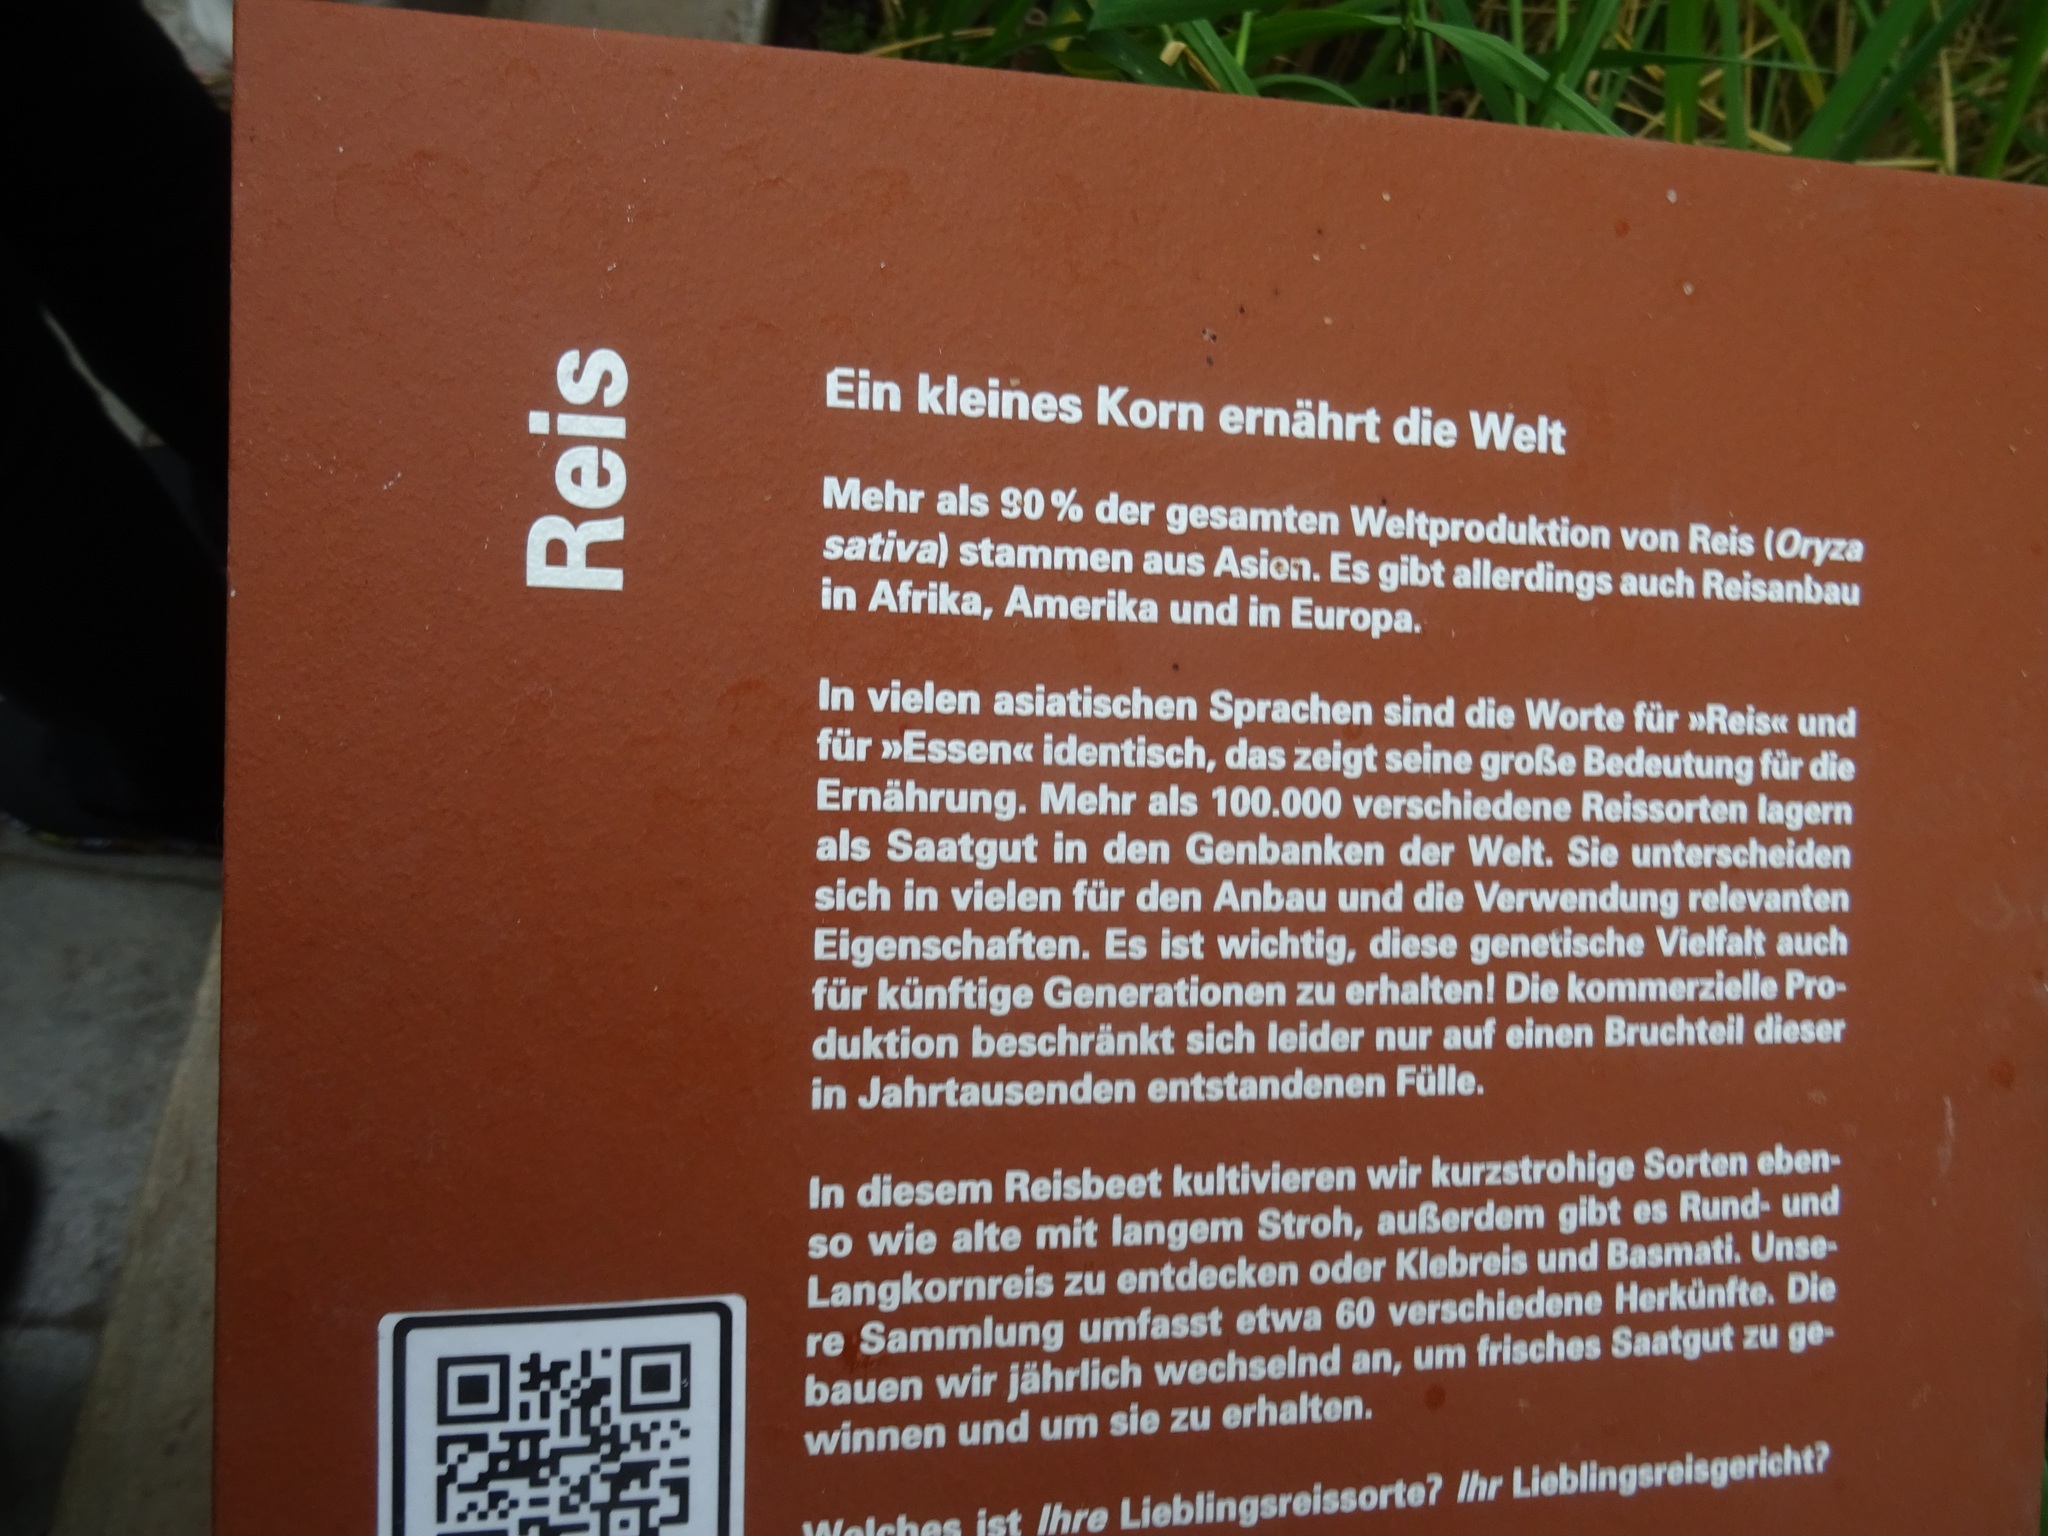 Reis
Ein kleines Korn ernährt die Welt
Mehr als 90 % der gesamten Weltproduktion von Reis (Oryza
sativa) stammen aus Asien. Es gibt allerdings auch Reisanbau
in Afrika, Amerika und in Europa.
In vielen asiatischen Sprachen sind die Worte für »Reis« und
für »Essen« identisch, das zeigt seine große Bedeutung für die
Ernährung. Mehr als 100.000 verschiedene Reissorten lagern
als Saatgut in den Genbanken der Welt. Sie unterscheiden
sich in vielen für den Anbau und die Verwendung relevanten
Eigenschaften. Es ist wichtig, diese genetische Vielfalt auch
für künftige Generationen zu erhalten! Die kommerzielle Pro-
duktion beschränkt sich leider nur auf einen Bruchteil dieser
in Jahrtausenden entstandenen Fülle.
In diesem Reisbeet kultivieren wir kurzstrohige Sorten eben-
so wie alte mit langem Stroh, außerdem gibt es Rund- und
Langkornreis zu entdecken oder Klebreis und Basmati. Unse-
re Sammlung umfasst etwa 60 verschiedene Herkünfte. Die
bauen wir jährlich wechselnd an, um frisches Saatgut zu ge-
winnen und um sie zu erhalten.
Welches ist Ihre Lieblingsreissorte? Ihr Lieblingsreisgericht?